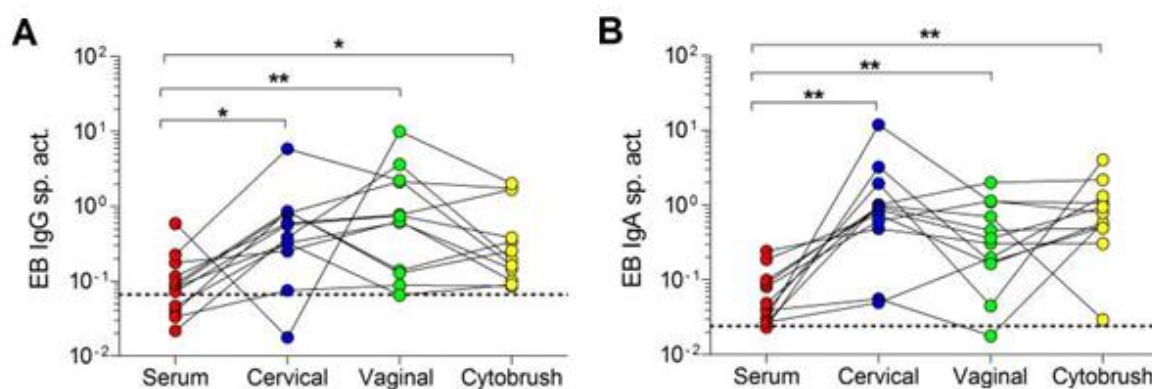 A
EB IgG sp. act.
10²
10¹
10⁰
10⁻¹
10⁻²
*
**
*
Serum Cervical Vaginal Cytobrush
B
EB IgA sp. act.
10²
10¹
10⁰
10⁻¹
10⁻²
**
**
**
Serum Cervical Vaginal Cytobrush